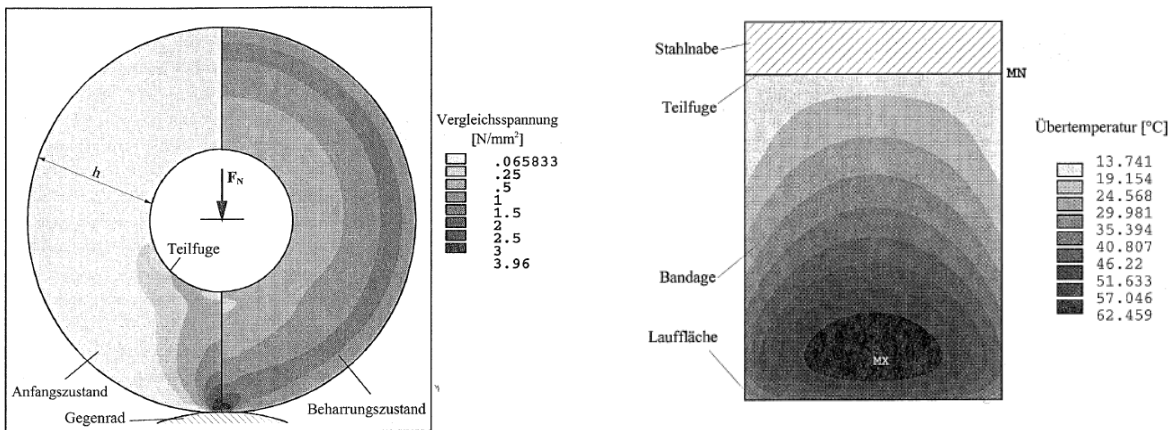 h
F_N
Teilfuge
Anfangszustand
Gegenrad
Beharrungszustand
Vergleichsspannung
[N/mm²]
.065833
.25
.5
1
1.5
2
2.5
3
3.96
Stahlnabe
MN
Teilfuge
Bandage
Lauffläche
MX
Übertemperatur [°C]
13.741
19.154
24.568
29.981
35.394
40.807
46.22
51.633
57.046
62.459